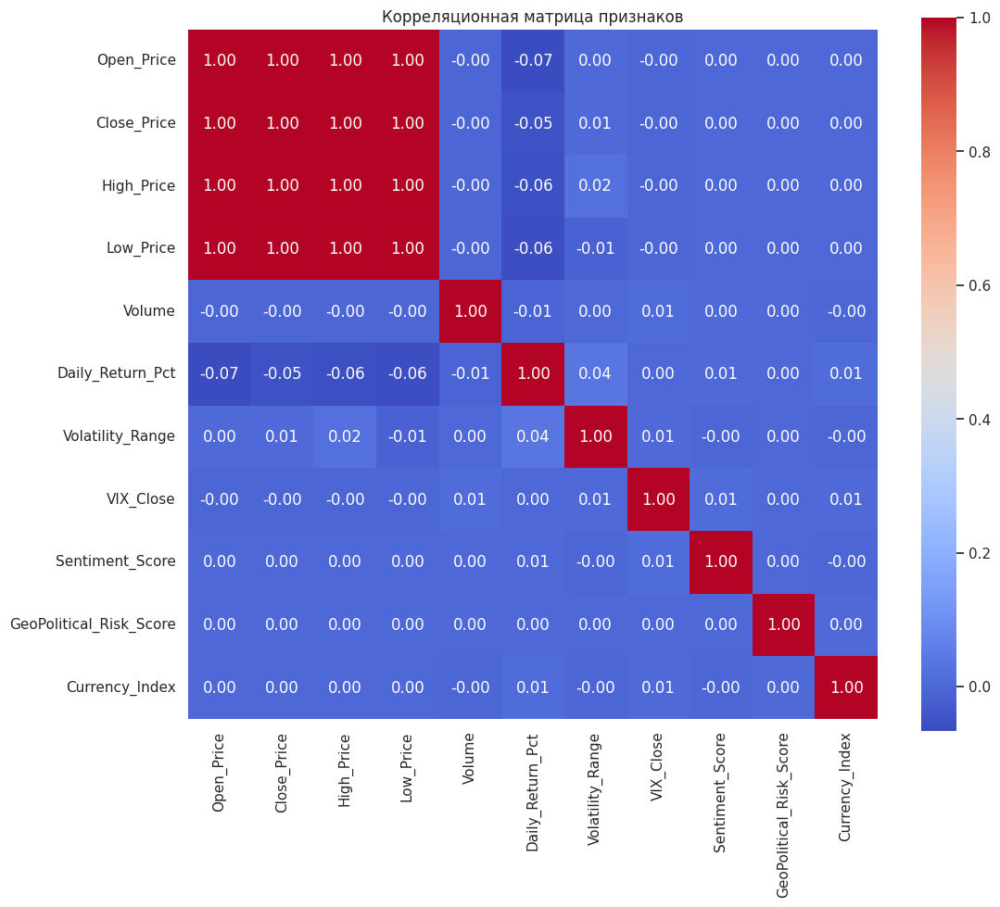 Корреляционная матрица признаков
Open_Price 1.00 1.00 1.00 1.00 -0.00 -0.07 0.00 -0.00 0.00 0.00 0.00
Close_Price 1.00 1.00 1.00 1.00 -0.00 -0.05 0.01 -0.00 0.00 0.00 0.00
High_Price 1.00 1.00 1.00 1.00 -0.00 -0.06 0.02 -0.00 0.00 0.00 0.00
Low_Price 1.00 1.00 1.00 1.00 -0.00 -0.06 -0.01 -0.00 0.00 0.00 0.00
Volume -0.00 -0.00 -0.00 -0.00 1.00 -0.01 0.00 0.01 0.00 0.00 -0.00
Daily_Return_Pct -0.07 -0.05 -0.06 -0.06 -0.01 1.00 0.04 0.00 0.01 0.00 0.01
Volatility_Range 0.00 0.01 0.02 -0.01 0.00 0.04 1.00 0.01 -0.00 0.00 -0.00
VIX_Close -0.00 -0.00 -0.00 -0.00 0.01 0.00 0.01 1.00 0.01 0.00 0.01
Sentiment_Score 0.00 0.00 0.00 0.00 0.00 0.01 -0.00 0.01 1.00 0.00 -0.00
GeoPolitical_Risk_Score 0.00 0.00 0.00 0.00 0.00 0.00 0.00 0.00 0.00 1.00 0.00
Currency_Index 0.00 0.00 0.00 0.00 -0.00 0.01 -0.00 0.01 -0.00 0.00 1.00
Open_Price
Close_Price
High_Price
Low_Price
Volume
Daily_Return_Pct
Volatility_Range
VIX_Close
Sentiment_Score
GeoPolitical_Risk_Score
Currency_Index
1.0
0.8
0.6
0.4
0.2
0.0